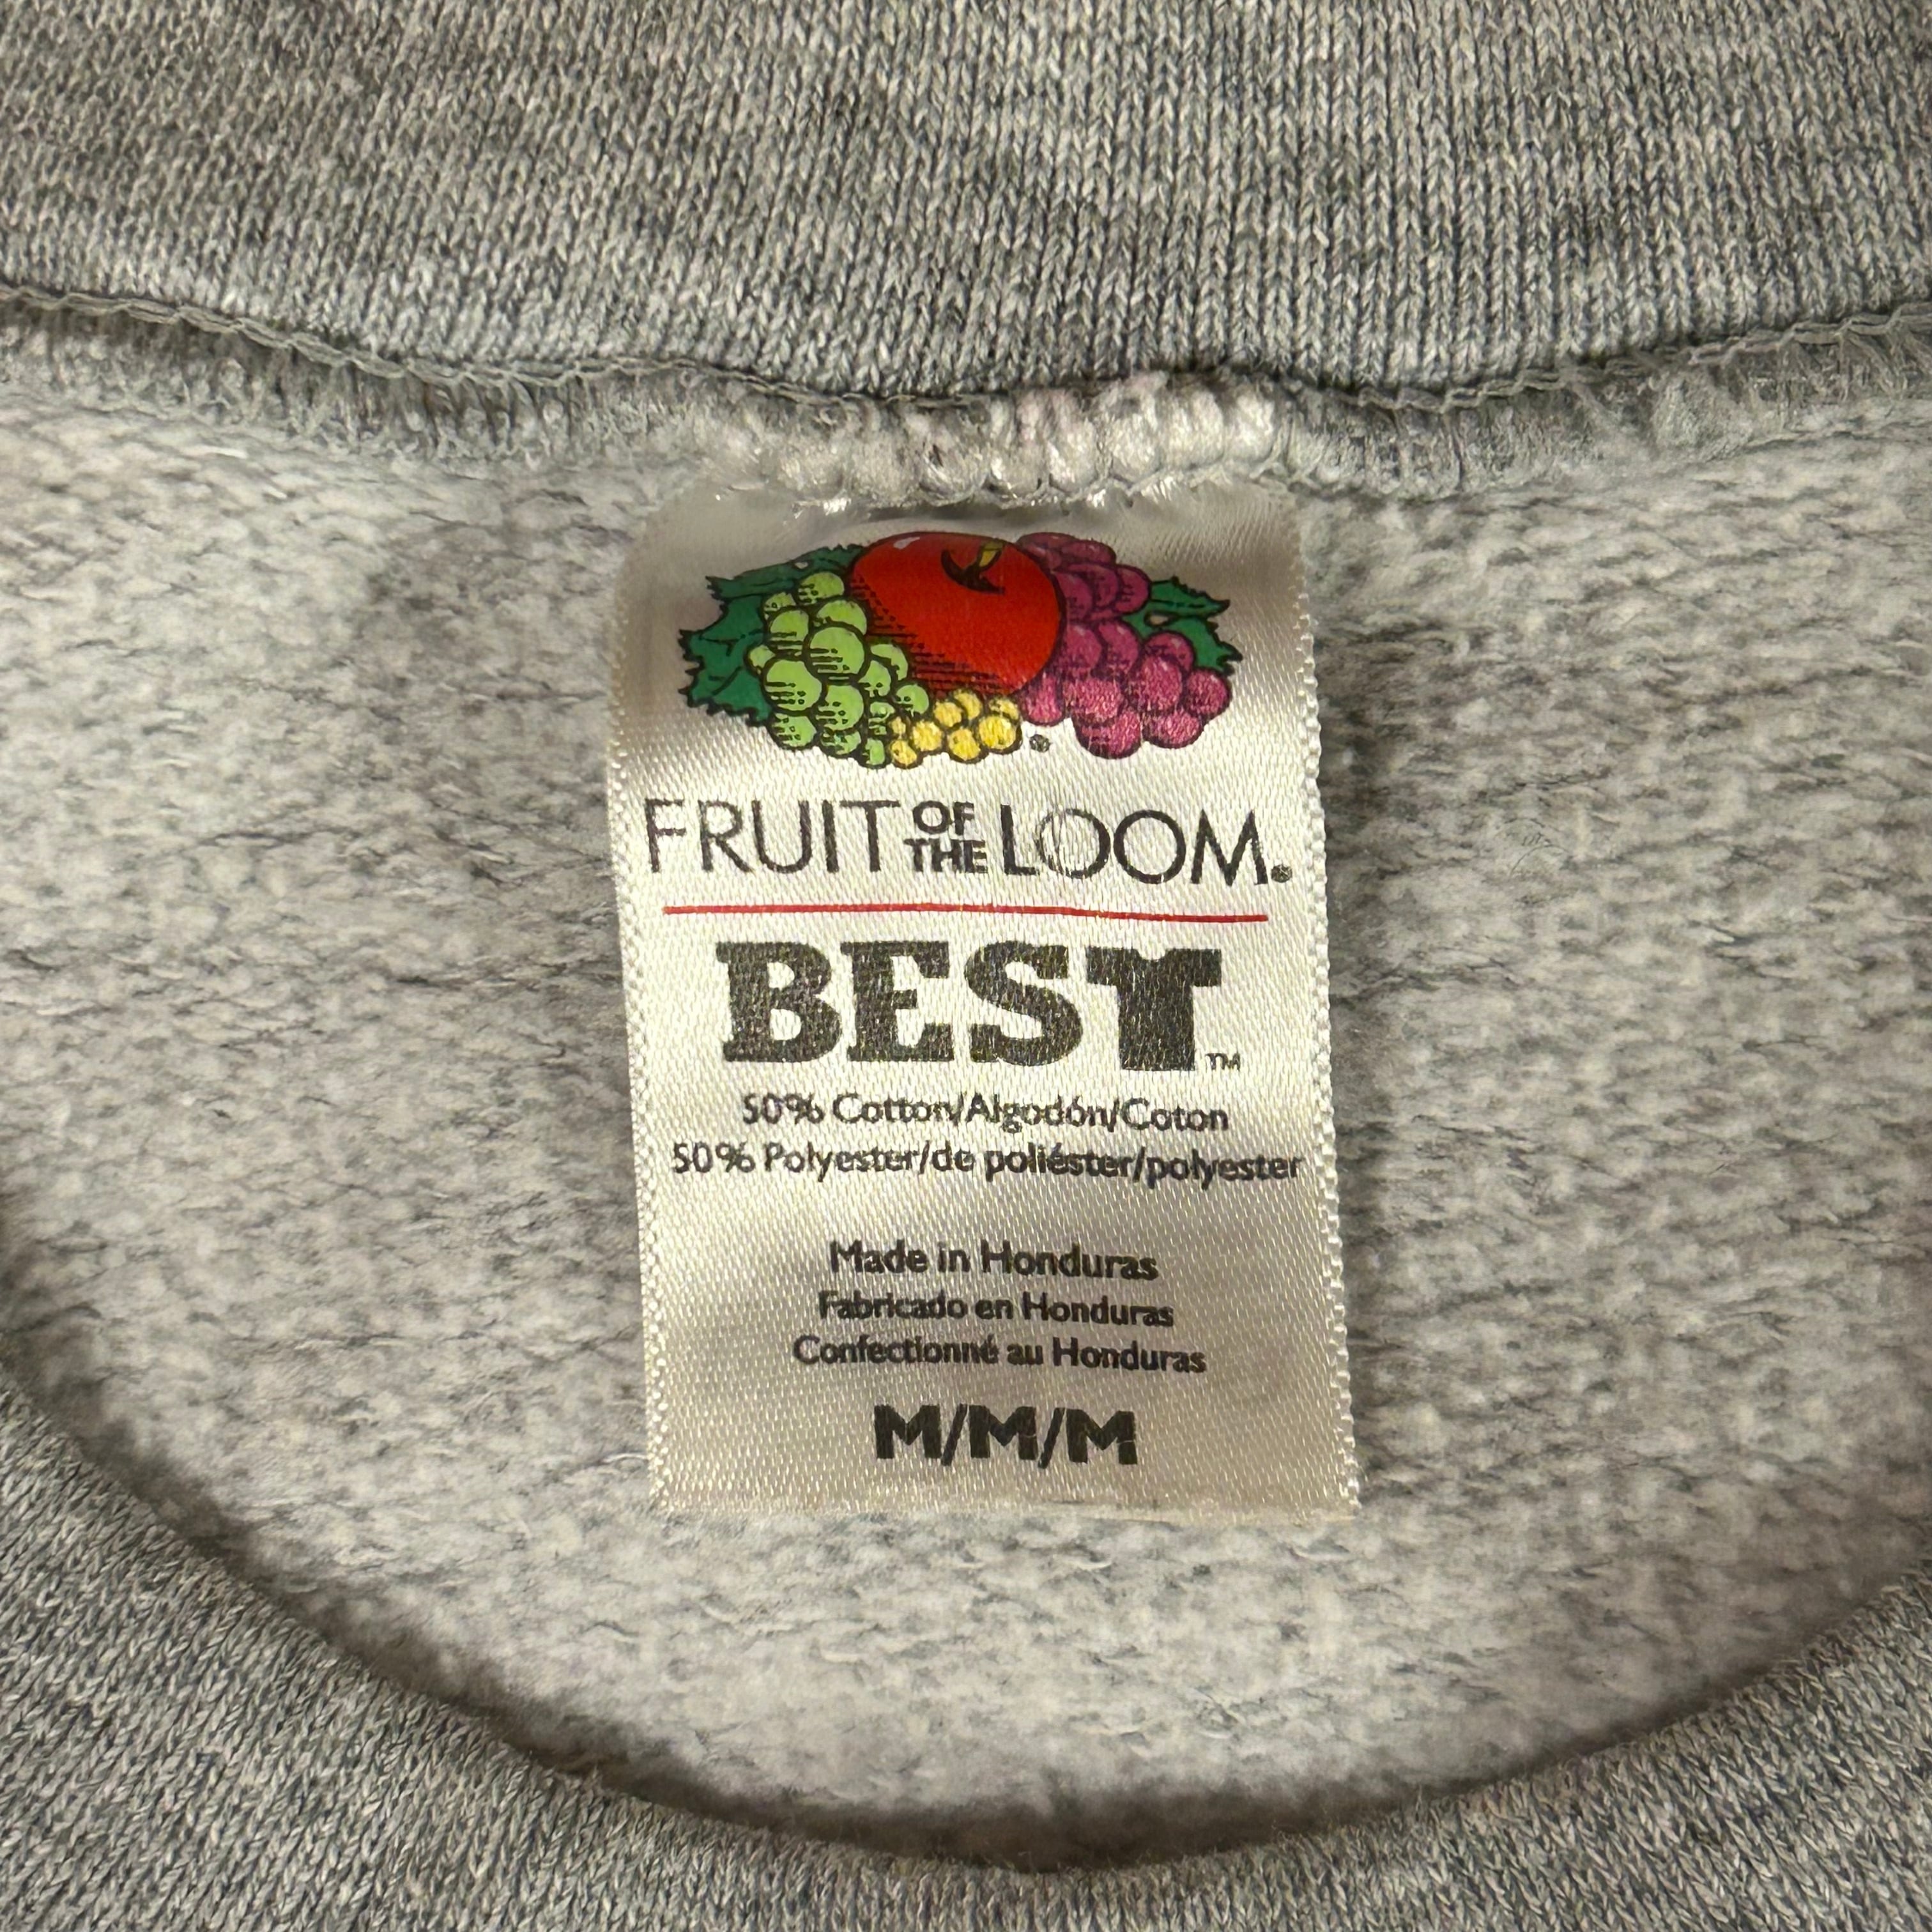 FRUIT OF THE LOOM®
BEST™
50% Cotton/Algodón/Coton
50% Polyester/de poliéster/polyester
Made in Honduras
Fabricado en Honduras
Confectionné au Honduras
M/M/M